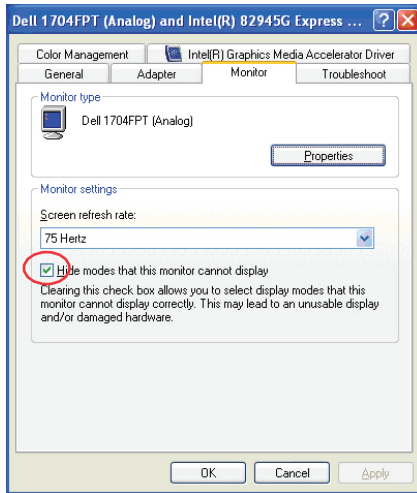 Dell 1704FPT (Analog) and Intel(R) 82945G Express ...
Color Management
Intel(R) Graphics Media Accelerator Driver
General
Adapter
Monitor
Troubleshoot
Monitor type
Dell 1704FPT (Analog)
Properties
Monitor settings
Screen refresh rate:
75 Hertz
Hide modes that this monitor cannot display
Clearing this check box allows you to select display modes that this
monitor cannot display correctly. This may lead to an unusable display
and/or damaged hardware.
OK
Cancel
Apply